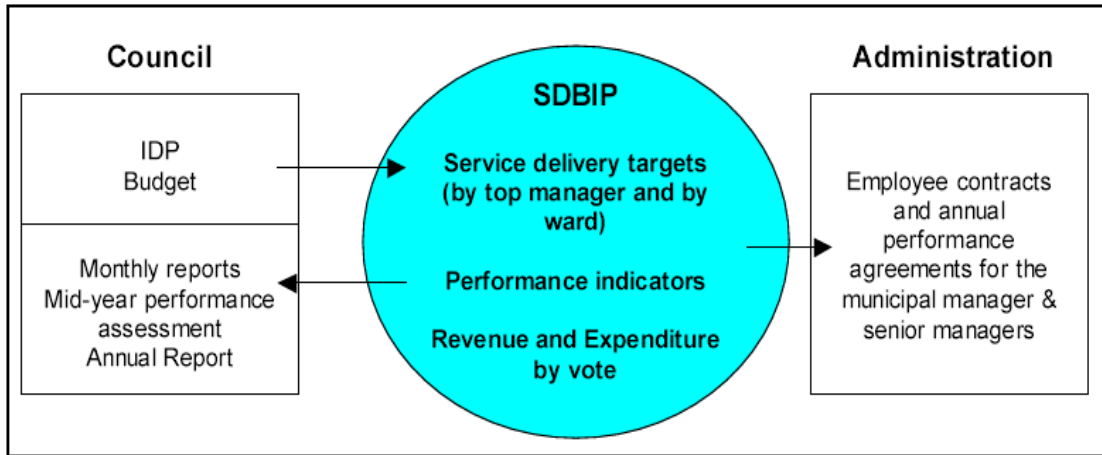 Council
IDP
Budget
Monthly reports
Mid-year performance
assessment
Annual Report
SDBIP
Service delivery targets
(by top manager and by
ward)
Performance indicators
Revenue and Expenditure
by vote
Administration
Employee contracts
and annual
performance
agreements for the
municipal manager &
senior managers